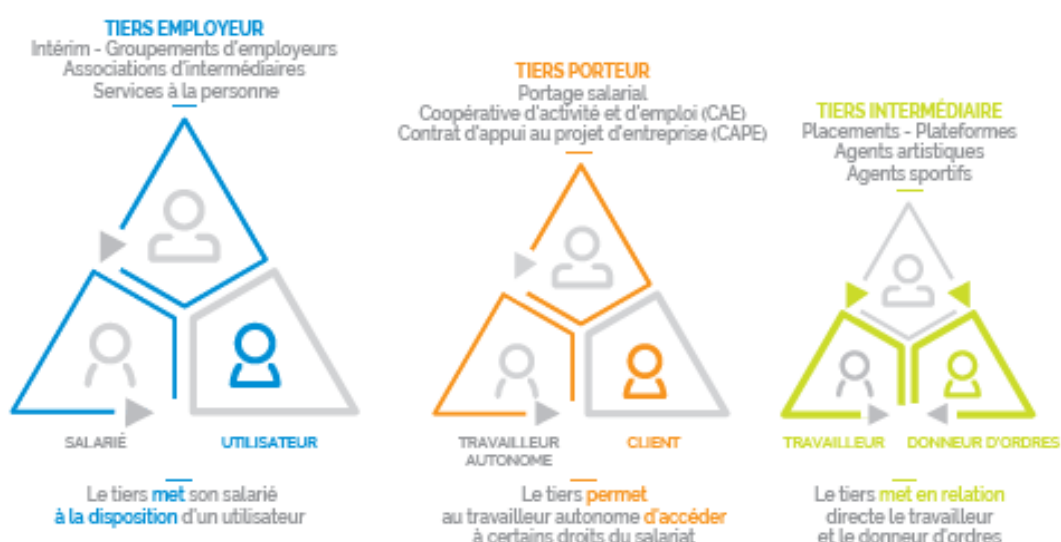 TIERS EMPLOYEUR
Intérim - Groupements d'employeurs
Associations d'intermédiaires
Services à la personne
SALARIÉ
UTILISATEUR
Le tiers met son salarié
à la disposition d'un utilisateur
TIERS PORTEUR
Portage salarial
Coopérative d'activité et d'emploi (CAE)
Contrat d'appui au projet d'entreprise (CAPE)
TRAVAILLEUR
AUTONOME
CLIENT
Le tiers permet
au travailleur autonome d'accéder
à certains droits du salariat
TIERS INTERMÉDIAIRE
Placements - Plateformes
Agents artistiques
Agents sportifs
TRAVAILLEUR
DONNEUR D'ORDRES
Le tiers met en relation
directe le travailleur
et le donneur d'ordres